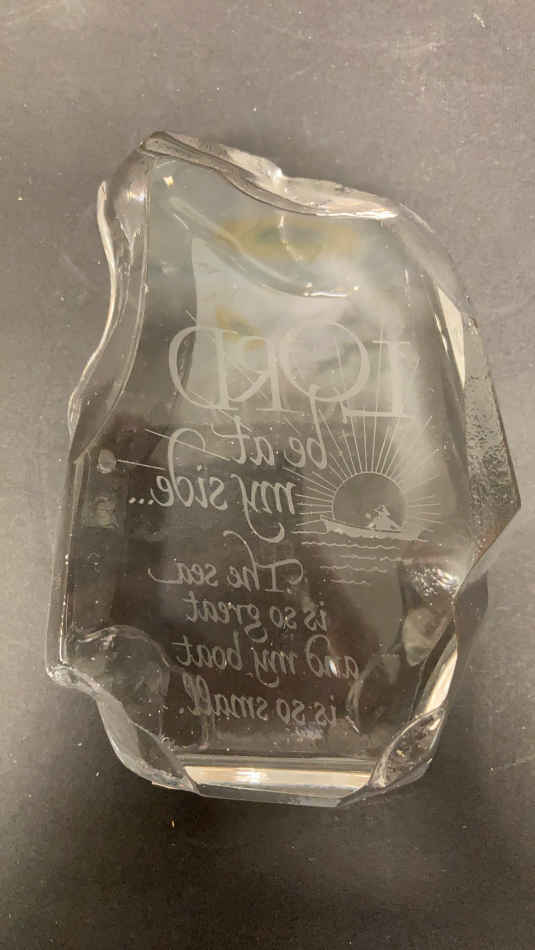 LORD
be at
my side...
The sea
is so great
and my boat
is so small.